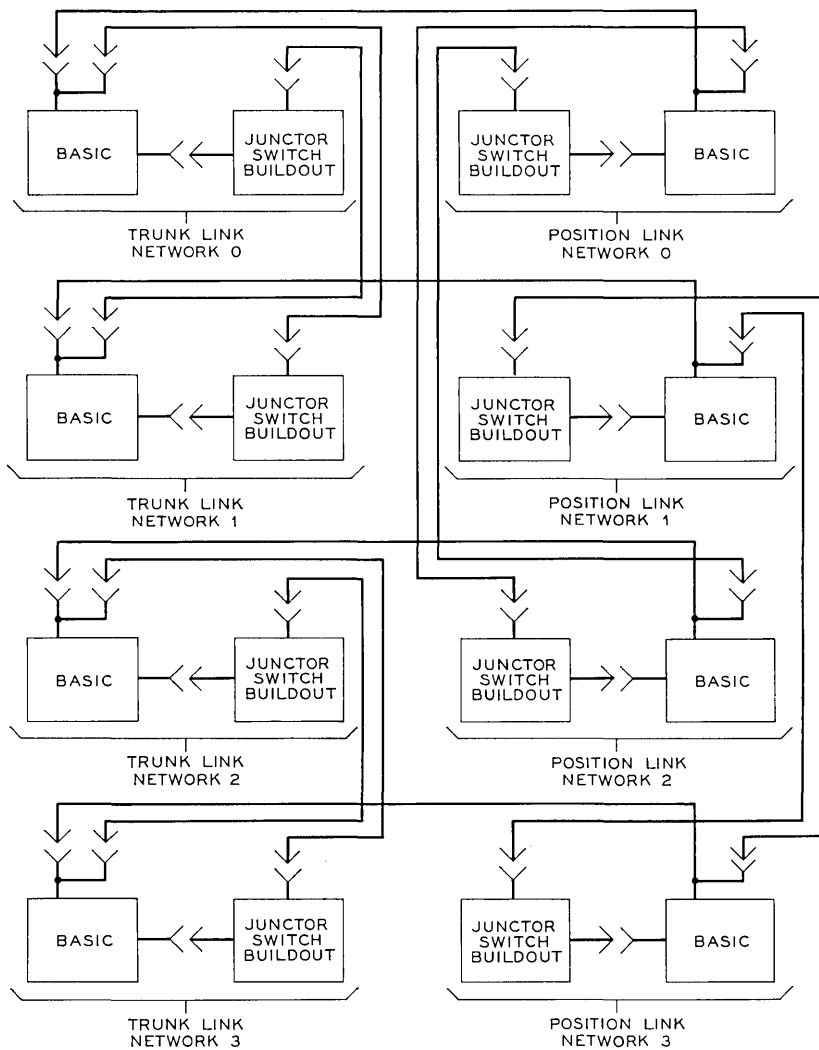 BASIC
JUNCTOR
SWITCH
BUILDOUT
JUNCTOR
SWITCH
BUILDOUT
BASIC
TRUNK LINK
NETWORK 0
POSITION LINK
NETWORK 0
BASIC
JUNCTOR
SWITCH
BUILDOUT
JUNCTOR
SWITCH
BUILDOUT
BASIC
TRUNK LINK
NETWORK 1
POSITION LINK
NETWORK 1
BASIC
JUNCTOR
SWITCH
BUILDOUT
JUNCTOR
SWITCH
BUILDOUT
BASIC
TRUNK LINK
NETWORK 2
POSITION LINK
NETWORK 2
BASIC
JUNCTOR
SWITCH
BUILDOUT
JUNCTOR
SWITCH
BUILDOUT
BASIC
TRUNK LINK
NETWORK 3
POSITION LINK
NETWORK 3